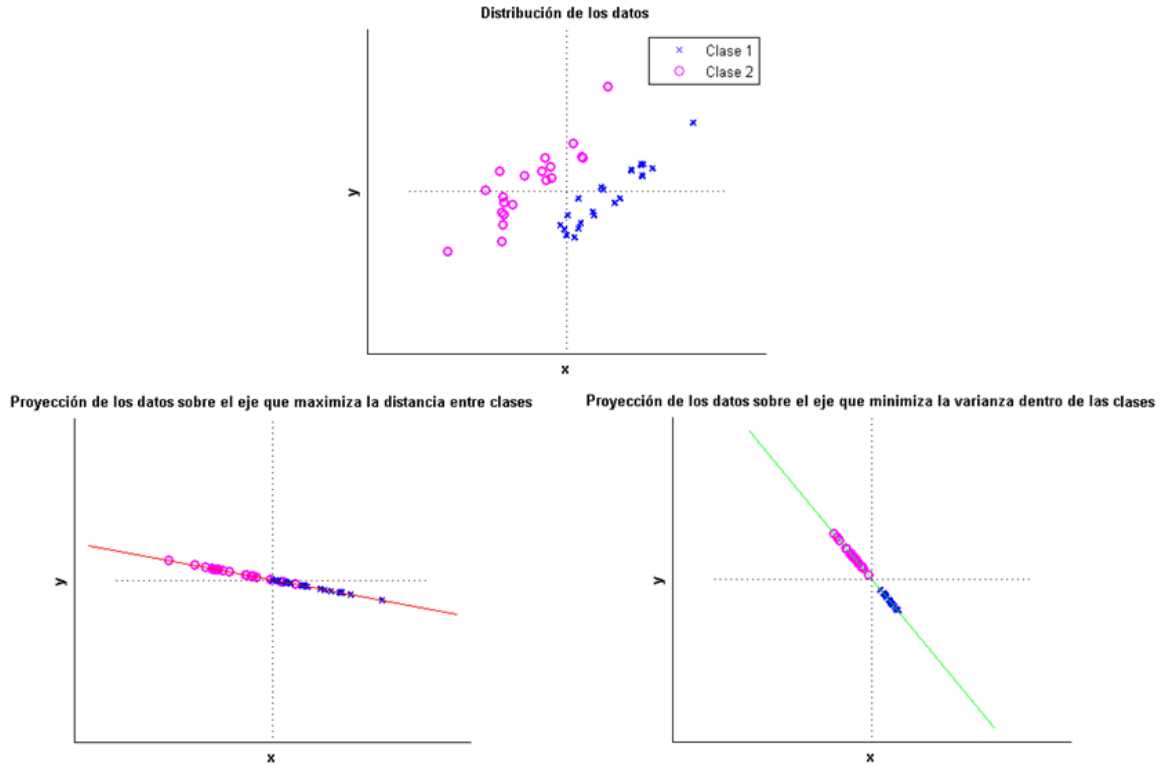 Distribución de los datos
Clase 1
Clase 2
y
x
Proyección de los datos sobre el eje que maximiza la distancia entre clases
y
x
Proyección de los datos sobre el eje que minimiza la varianza dentro de las clases
y
x